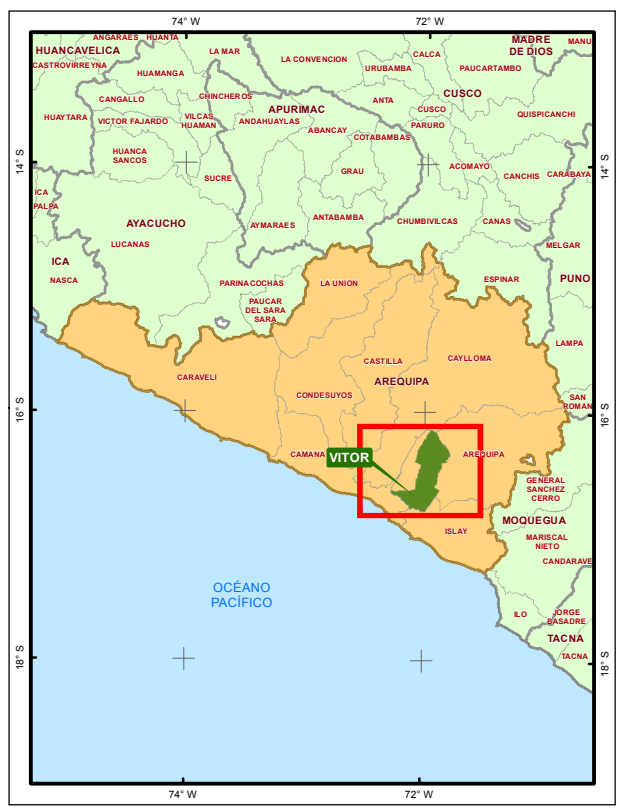 74° W
72° W
ANGARAES
HUANTA
LA MAR
MADRE
DE DIOS
MANU
HUANCAVELICA
CASTROVIRREYNA
HUAMANGA
LA CONVENCION
CALCA
URUBAMBA
PAUCARTAMBO
CANGALLO
CHINCHEROS
ANTA
CUSCO
HUAYTARA
VICTOR FAJARDO
VILCAS
HUAMAN
APURIMAC
ANDAHUAYLAS
ABANCAY
COTABAMBAS
CUSCO
PARURO
QUISPICANCHI
14° S
HUANCA
SANCOS
SUCRE
GRAU
ACOMAYO
CANCHIS
CARABAYA
14° S
ICA
PALPA
AYACUCHO
LUCANAS
AYMARAES
ANTABAMBA
CHUMBIVILCAS
CANAS
MELGAR
ICA
NASCA
PARINACOCHAS
PAUCAR
DEL SARA
SARA
LA UNION
ESPINAR
PUNO
LAMPA
CASTILLA
CAYLLOMA
CARAVELI
CONDESUYOS
AREQUIPA
SAN
ROMAN
16° S
16° S
CAMANA
VITOR
AREQUIPA
GENERAL
SANCHEZ
CERRO
MOQUEGUA
ISLAY
MARISCAL
NIETO
CANDARAVE
OCÉANO
PACÍFICO
ILO
JORGE
BASADRE
TACNA
TACNA
18° S
18° S
74° W
72° W